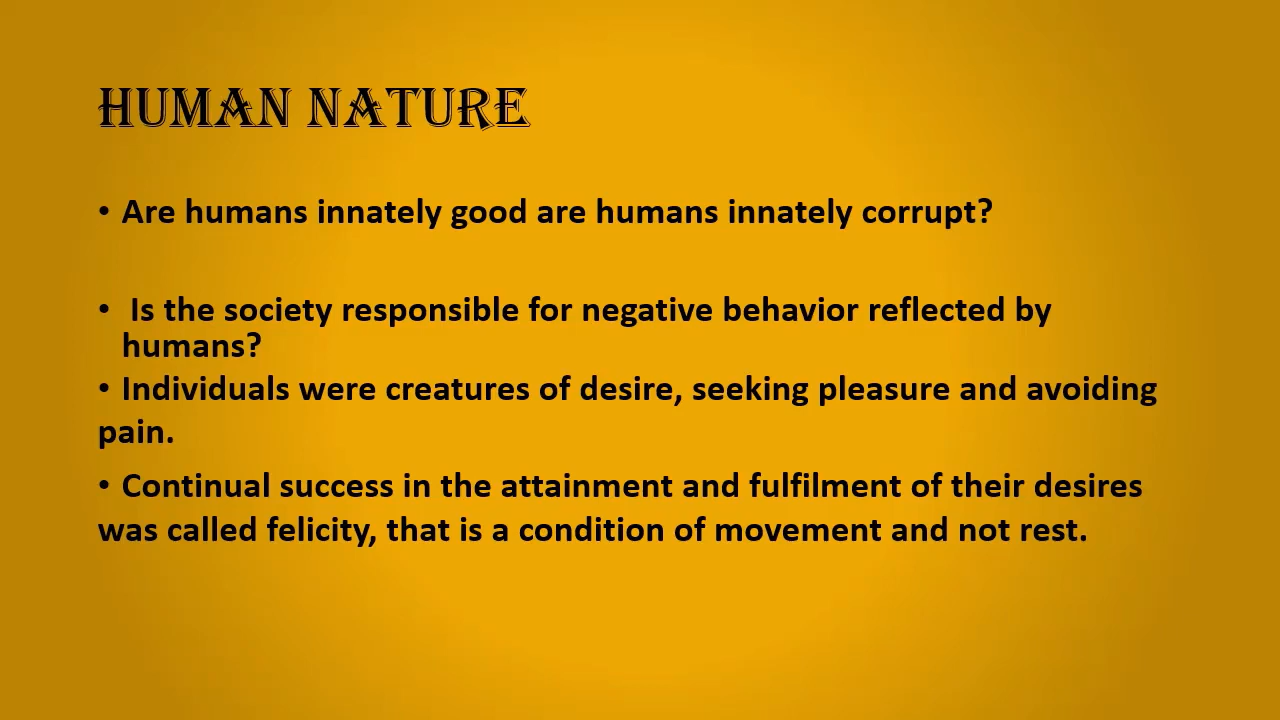 HUMAN NATURE
• Are humans innately good are humans innately corrupt?
• Is the society responsible for negative behavior reflected by
humans?
• Individuals were creatures of desire, seeking pleasure and avoiding
pain.
• Continual success in the attainment and fulfilment of their desires
was called felicity, that is a condition of movement and not rest.